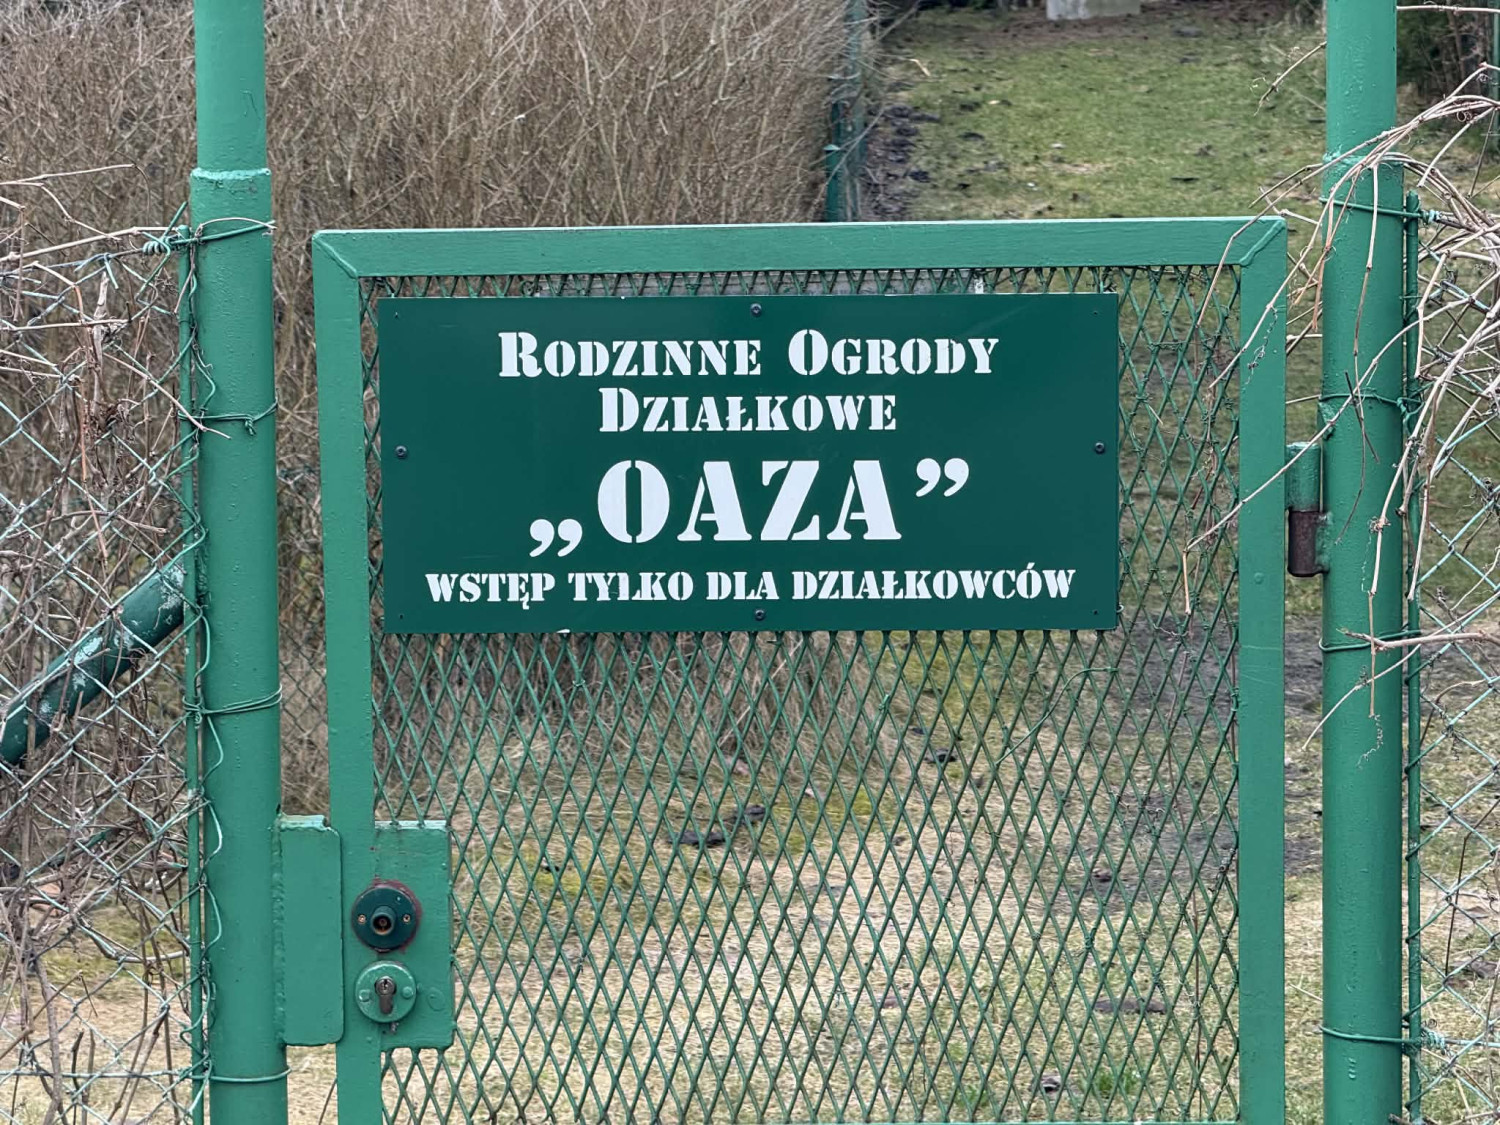 Rodzinne Ogrody
Działkowe
„OAZA”
WSTĘP TYLKO DLA DZIAŁKOWCÓW